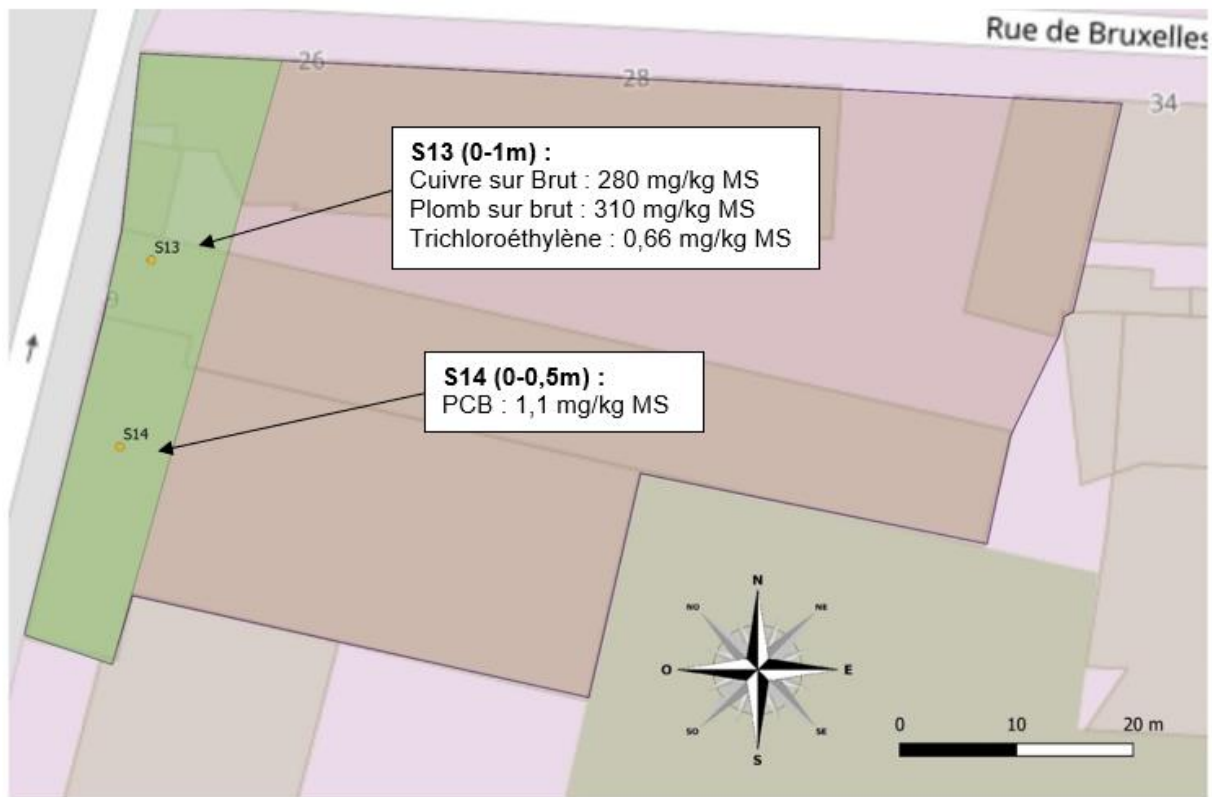 Rue de Bruxelles
26
28
34
S13 (0-1m) :
Cuivre sur Brut : 280 mg/kg MS
Plomb sur brut : 310 mg/kg MS
Trichloroéthylène : 0,66 mg/kg MS
S13
9
S14 (0-0,5m) :
PCB : 1,1 mg/kg MS
S14
N
NO
NE
O
E
SO
SE
S
0 10 20 m